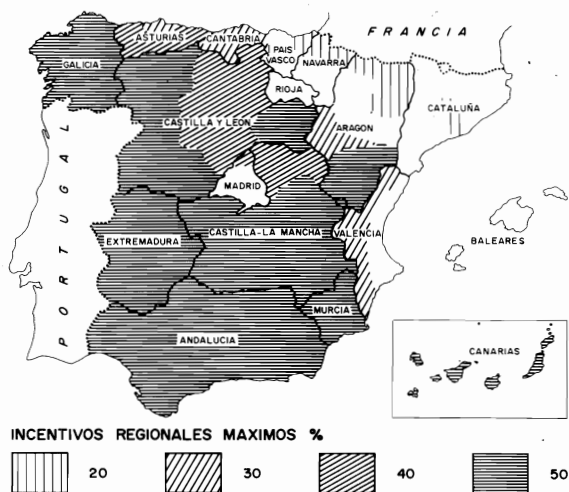 FRANCIA
ASTURIAS
CANTABRIA
PAIS
VASCO
NAVARRA
GALICIA
RIOJA
CATALUÑA
CASTILLA Y LEON
ARAGON
PORTUGAL
MADRID
EXTREMADURA
CASTILLA-LA MANCHA
VALENCIA
BALEARES
MURCIA
ANDALUCIA
CANARIAS
INCENTIVOS REGIONALES MAXIMOS %
20 30 40 50